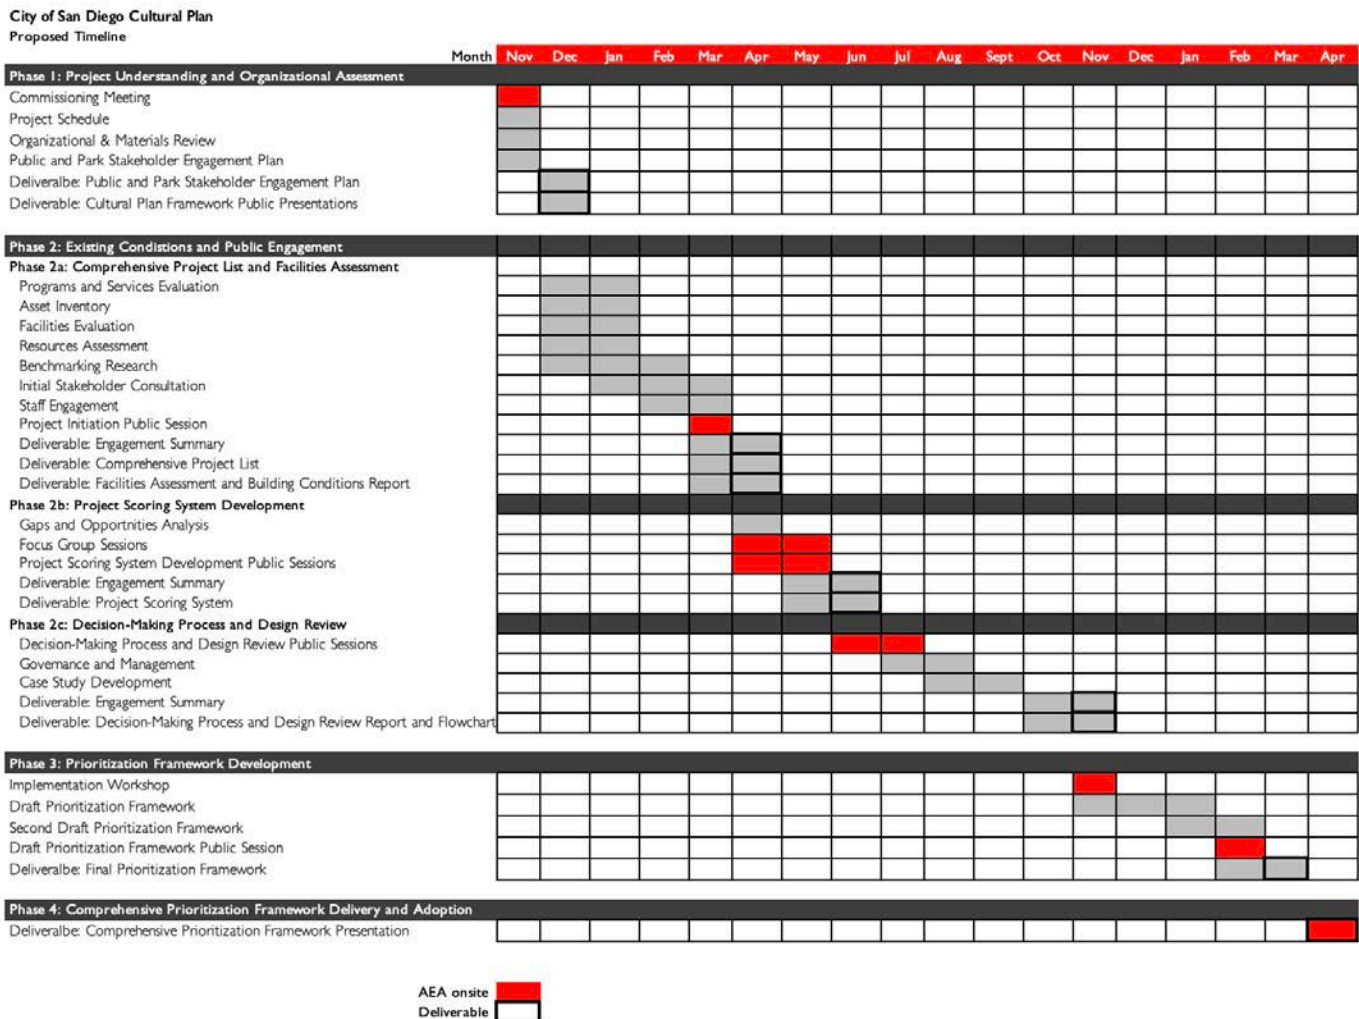 City of San Diego Cultural Plan
Proposed Timeline
Month Nov Dec Jan Feb Mar Apr May Jun Jul Aug Sept Oct Nov Dec Jan Feb Mar Apr
Phase 1: Project Understanding and Organizational Assessment
Commissioning Meeting
Project Schedule
Organizational & Materials Review
Public and Park Stakeholder Engagement Plan
Deliveralbe: Public and Park Stakeholder Engagement Plan
Deliverable: Cultural Plan Framework Public Presentations
Phase 2: Existing Condistions and Public Engagement
Phase 2a: Comprehensive Project List and Facilities Assessment
Programs and Services Evaluation
Asset Inventory
Facilities Evaluation
Resources Assessment
Benchmarking Research
Initial Stakeholder Consultation
Staff Engagement
Project Initiation Public Session
Deliverable: Engagement Summary
Deliverable: Comprehensive Project List
Deliverable: Facilities Assessment and Building Conditions Report
Phase 2b: Project Scoring System Development
Gaps and Opportnities Analysis
Focus Group Sessions
Project Scoring System Development Public Sessions
Deliverable: Engagement Summary
Deliverable: Project Scoring System
Phase 2c: Decision-Making Process and Design Review
Decision-Making Process and Design Review Public Sessions
Governance and Management
Case Study Development
Deliverable: Engagement Summary
Deliverable: Decision-Making Process and Design Review Report and Flowchart
Phase 3: Prioritization Framework Development
Implementation Workshop
Draft Prioritization Framework
Second Draft Prioritization Framework
Draft Prioritization Framework Public Session
Deliveralbe: Final Prioritization Framework
Phase 4: Comprehensive Prioritization Framework Delivery and Adoption
Deliveralbe: Comprehensive Prioritization Framework Presentation
AEA onsite
Deliverable